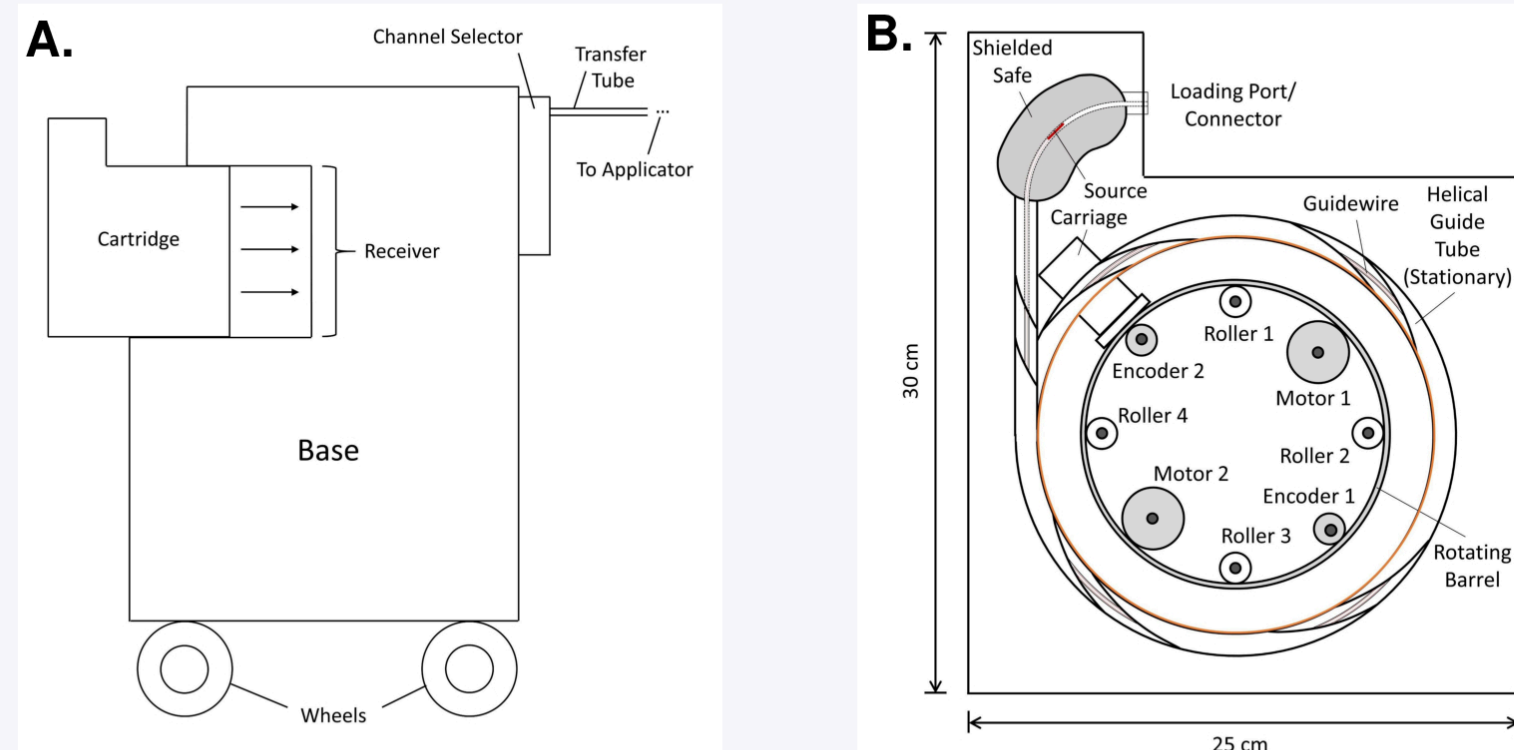 A.
Channel Selector
Transfer
Tube
...
To Applicator
Cartridge
Receiver
Base
Wheels
B.
Shielded
Safe
Loading Port/
Connector
Source
Carriage
Guidewire
Helical
Guide
Tube
(Stationary)
Roller 1
Encoder 2
Motor 1
Roller 4
Roller 2
Motor 2
Encoder 1
Roller 3
Rotating
Barrel
30 cm
25 cm